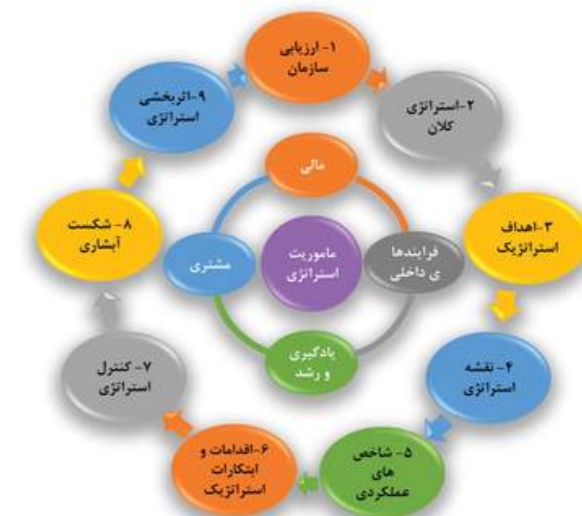 ۱- ارزیابی
سازمان
۲-استراتژی
کلان
۳-اهداف
استراتژیک
۴- نقشه
استراتژی
۵- شاخص
های
عملکردی
۶-اقدامات و
ابتکارات
استراتژیک
۷- کنترل
استراتژی
۸- شکست
آبشاری
۹-اثربخشی
استراتژی
مالی
فرایندها
ی داخلی
یادگیری
و رشد
مشتری
ماموریت
استراتژی